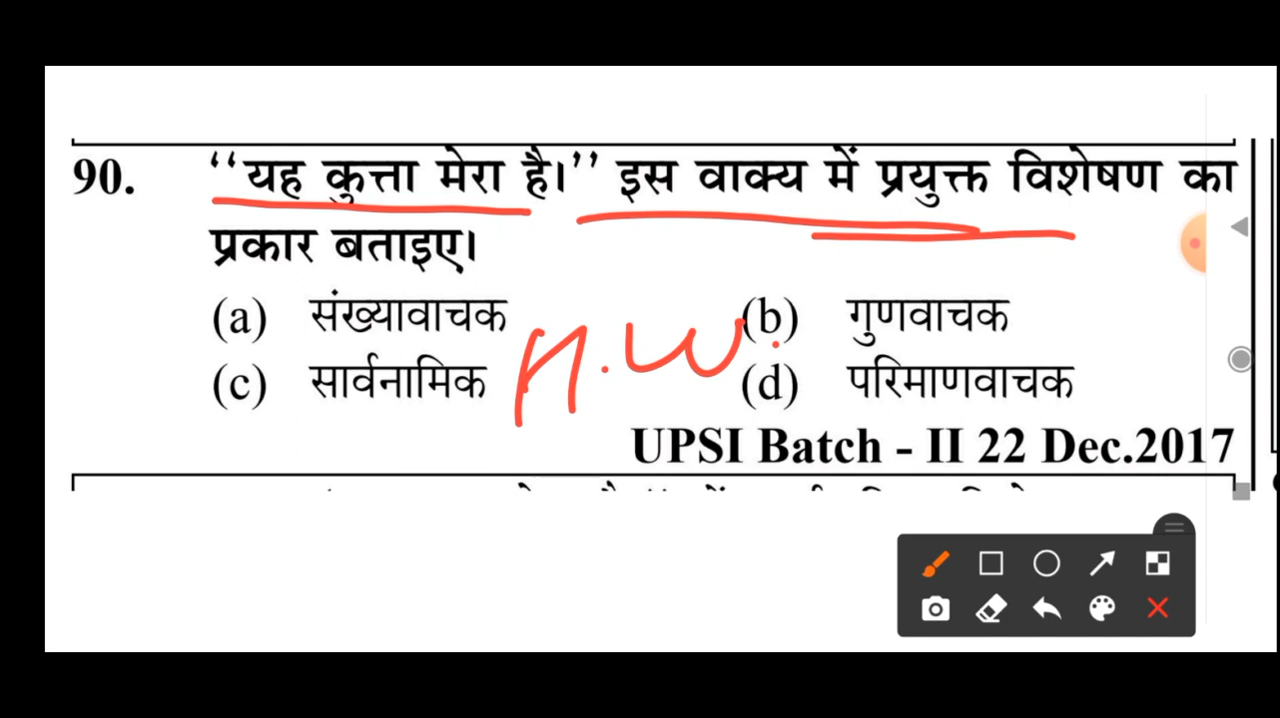 90. ‘‘यह कुत्ता मेरा है।’’ इस वाक्य में प्रयुक्त विशेषण का
प्रकार बताइए।
(a) संख्यावाचक (b) गुणवाचक
(c) सार्वनामिक (d) परिमाणवाचक
H.W.
UPSI Batch - II 22 Dec.2017